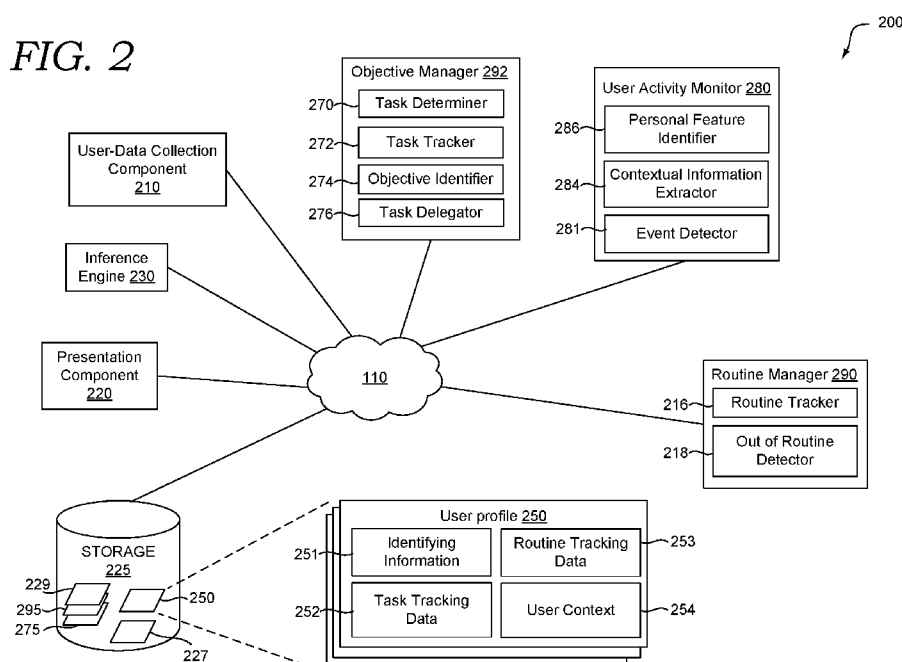 FIG. 2
200
Objective Manager 292
270
Task Determiner
272
Task Tracker
274
Objective Identifier
276
Task Delegator
User Activity Monitor 280
286
Personal Feature
Identifier
284
Contextual Information
Extractor
281
Event Detector
User-Data Collection
Component
210
Inference
Engine 230
Presentation
Component
220
110
Routine Manager 290
216
Routine Tracker
218
Out of Routine
Detector
STORAGE
225
229
295
275
250
227
User profile 250
251
Identifying
Information
Routine Tracking
Data
253
252
Task Tracking
Data
User Context
254